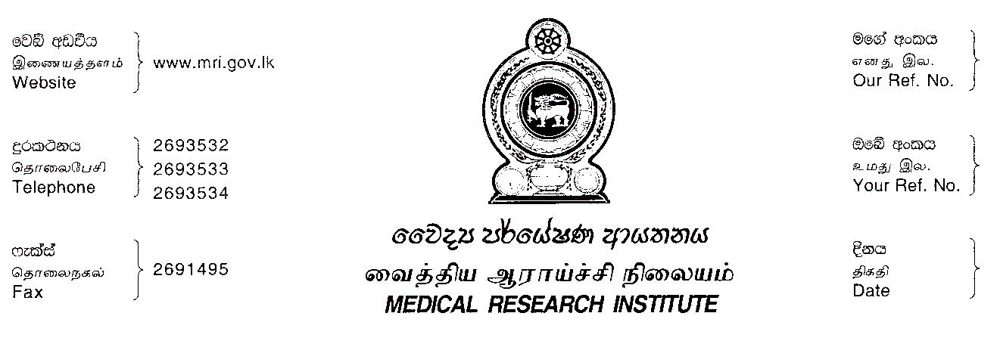 වෙබ් අඩවිය
இணையத்தளம்
Website
www.mri.gov.lk
දුරකථනය
தொலைபேசி
Telephone
2693532
2693533
2693534
ෆැක්ස්
தொலைநகல்
Fax
2691495
වෛද්‍ය පර්යේෂණ ආයතනය
வைத்திய ஆராய்ச்சி நிலையம்
MEDICAL RESEARCH INSTITUTE
මගේ අංකය
எனது இல.
Our Ref. No.
ඔබේ අංකය
உமது இல.
Your Ref. No.
දිනය
திகதி
Date